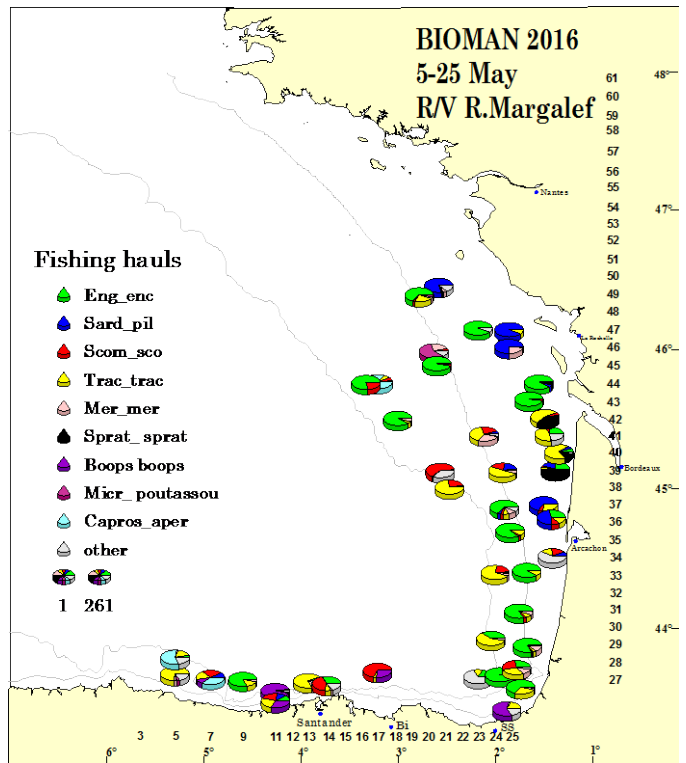 BIOMAN 2016
5-25 May
R/V R.Margalef
61
48°
60
59
58
57
56
55
Nantes
54
47°
53
52
51
50
Fishing hauls
49
Eng_enc
48
Sard_pil
47
La Rochelle
Scom_sco
46
46°
45
Trac_trac
44
Mer_mer
43
42
Sprat_ sprat
41
40
Boops boops
39
Bordeaux
Micr_ poutassou
45°
Capros_aper
37
36
other
35
Arcachon
34
1 261
33
31
30
44°
29
28
27
Santander
Bi
SS
3 5 7 9 11 12 13 14 15 16 17 18 19 20 21 22 23 24 25
6° 5° 4° 3° 2° 1°